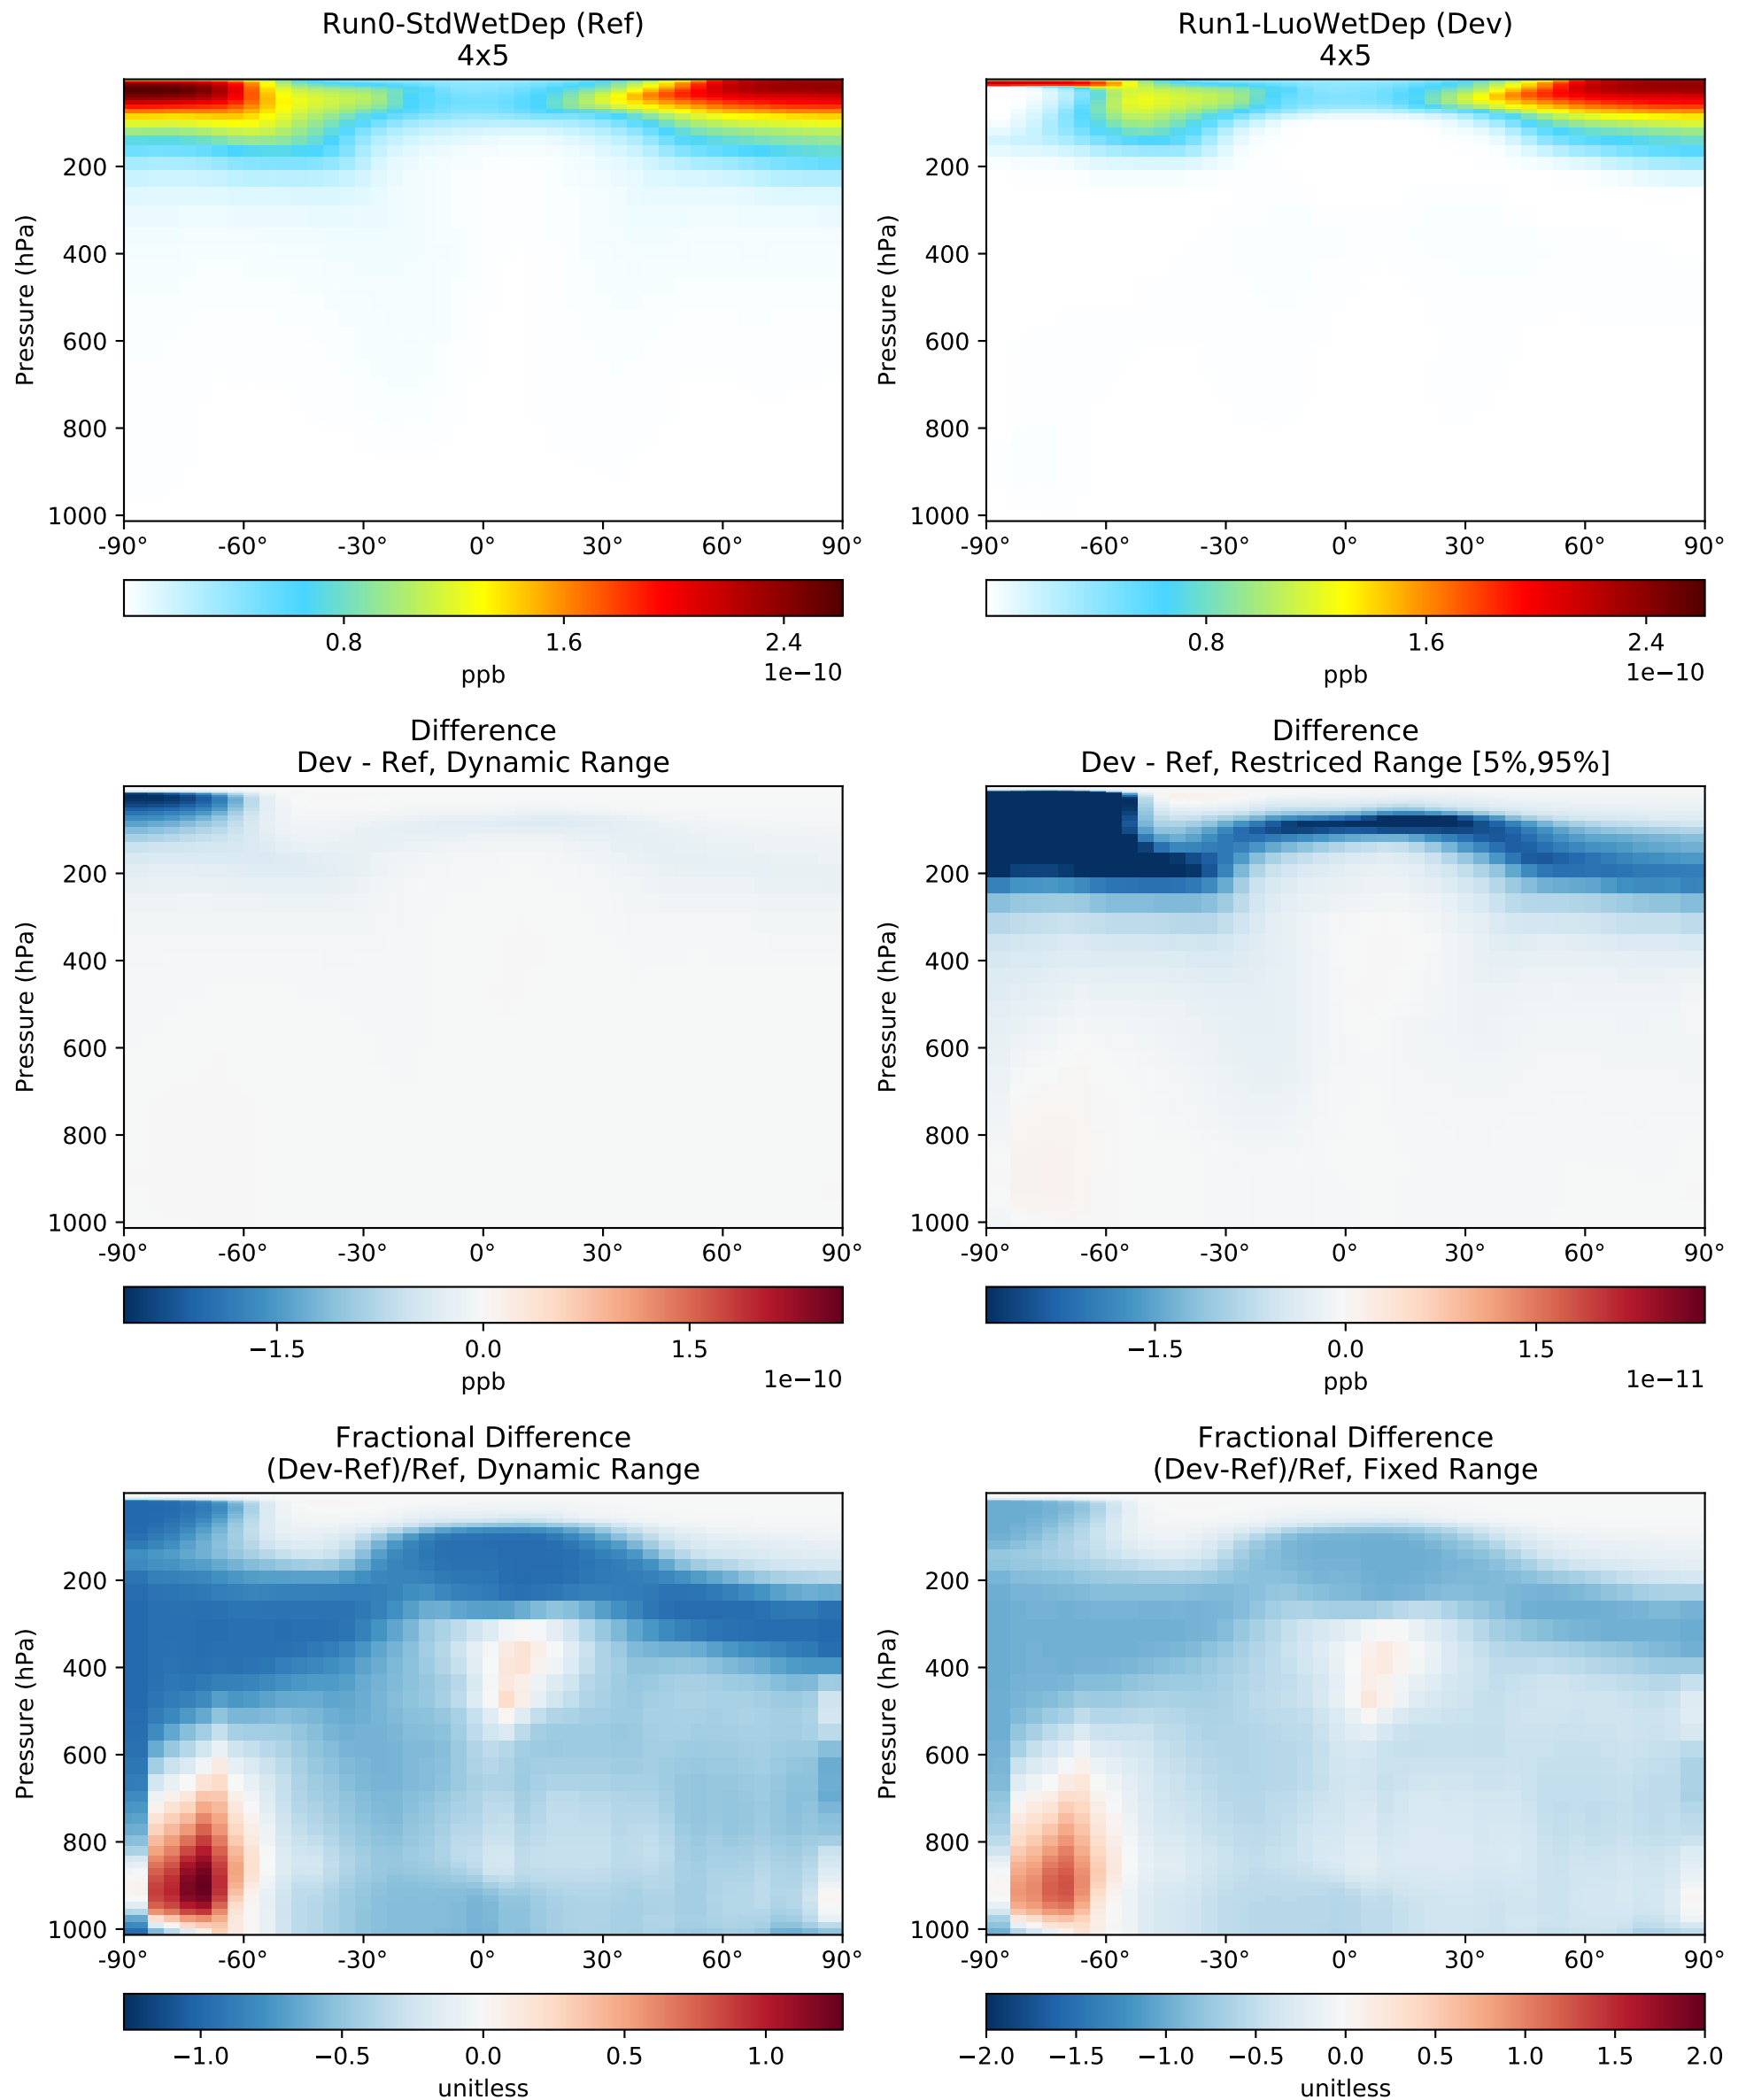 Run0-StdWetDep (Ref)
4x5
Run1-LuoWetDep (Dev)
4x5
Pressure (hPa)
200
400
600
800
1000
-90° -60° -30° 0° 30° 60° 90°
0.8 1.6 2.4
ppb
1e−10
Pressure (hPa)
200
400
600
800
1000
-90° -60° -30° 0° 30° 60° 90°
0.8 1.6 2.4
ppb
1e−10
Difference
Dev - Ref, Dynamic Range
Difference
Dev - Ref, Restriced Range [5%,95%]
Pressure (hPa)
200
400
600
800
1000
-90° -60° -30° 0° 30° 60° 90°
−1.5 0.0 1.5
ppb
1e−10
Pressure (hPa)
200
400
600
800
1000
-90° -60° -30° 0° 30° 60° 90°
−1.5 0.0 1.5
ppb
1e−11
Fractional Difference
(Dev-Ref)/Ref, Dynamic Range
Fractional Difference
(Dev-Ref)/Ref, Fixed Range
Pressure (hPa)
200
400
600
800
1000
-90° -60° -30° 0° 30° 60° 90°
−1.0 −0.5 0.0 0.5 1.0
unitless
Pressure (hPa)
200
400
600
800
1000
-90° -60° -30° 0° 30° 60° 90°
−2.0 −1.5 −1.0 −0.5 0.0 0.5 1.0 1.5 2.0
unitless